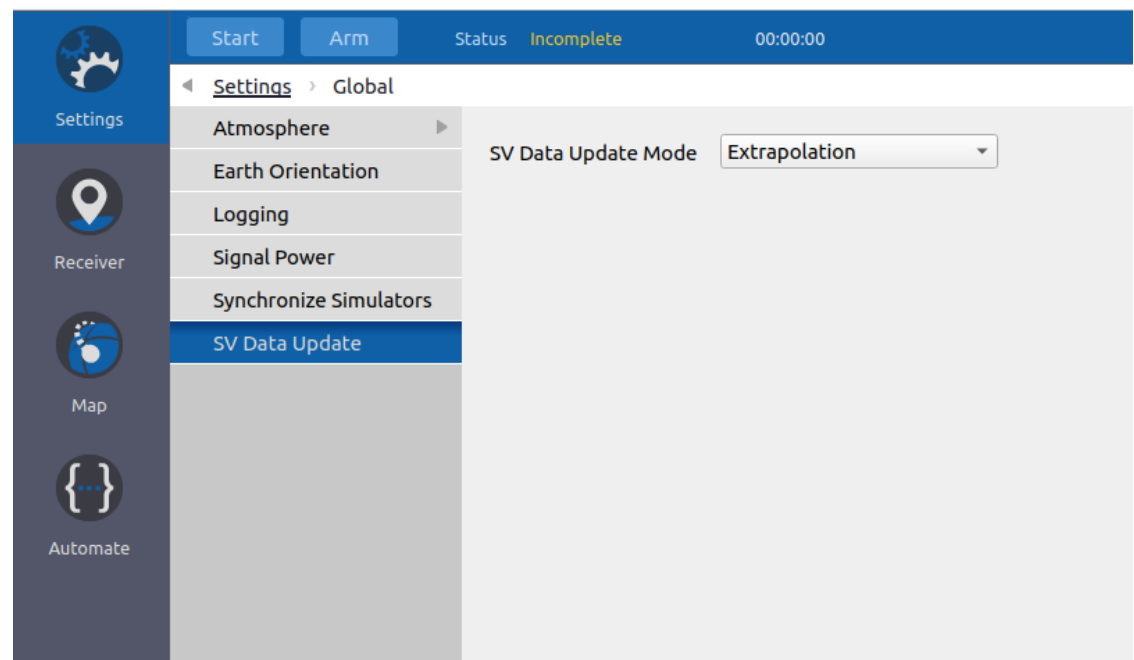 Start Arm Status Incomplete 00:00:00
Settings › Global
Settings
Receiver
Map
Automate
Atmosphere
Earth Orientation
Logging
Signal Power
Synchronize Simulators
SV Data Update
SV Data Update Mode Extrapolation